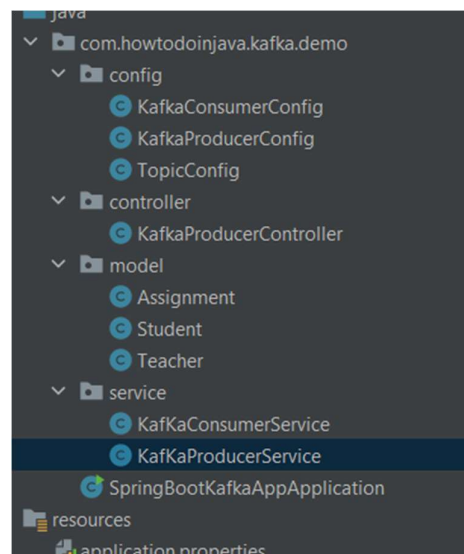 java
com.howtodoinjava.kafka.demo
config
KafkaConsumerConfig
KafkaProducerConfig
TopicConfig
controller
KafkaProducerController
model
Assignment
Student
Teacher
service
KafKaConsumerService
KafKaProducerService
SpringBootKafkaAppApplication
resources
application.properties